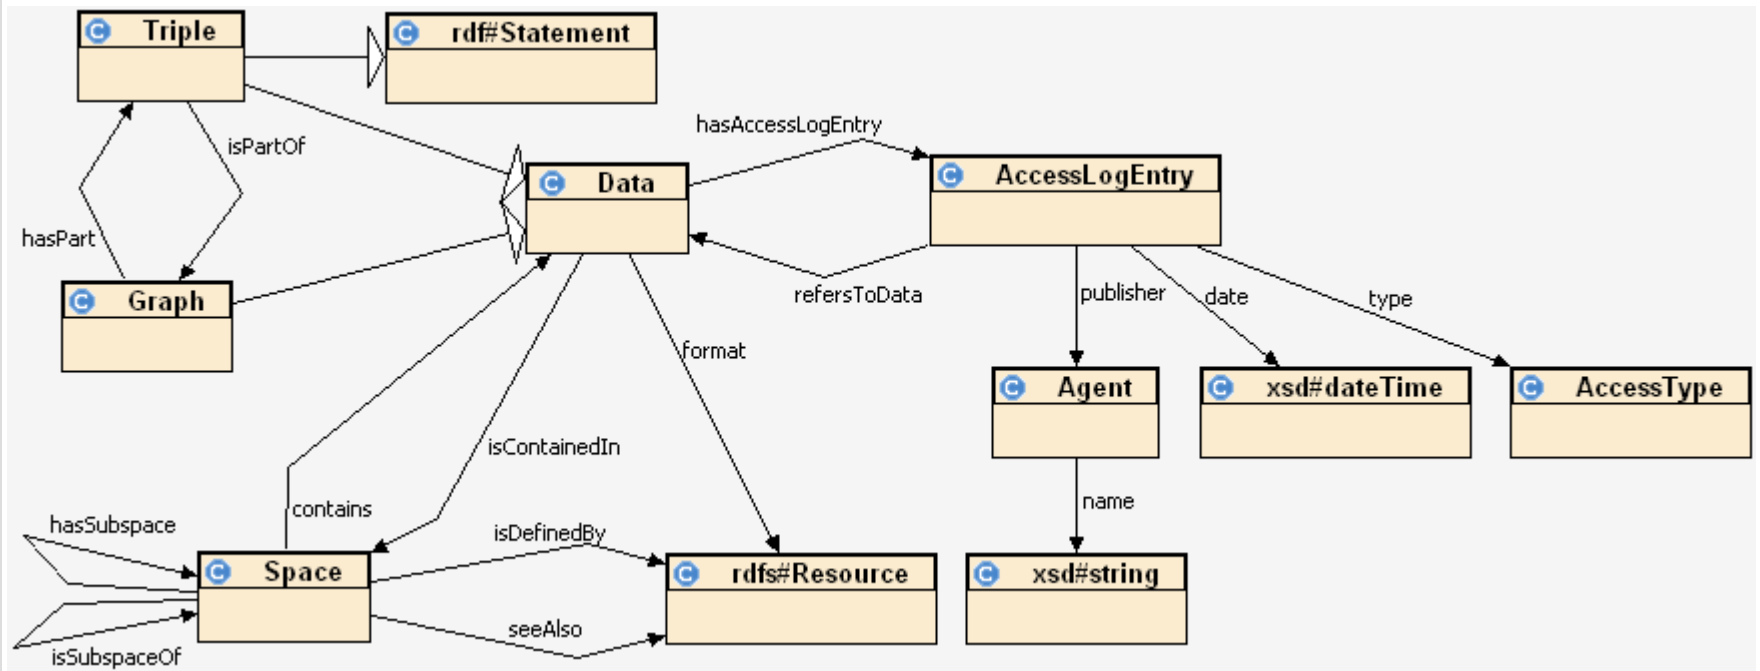 C Triple
C rdf#Statement
isPartOf
hasAccessLogEntry
C Data
C AccessLogEntry
hasPart
C Graph
refersToData
publisher
date
type
format
C Agent
C xsd#dateTime
C AccessType
isContainedIn
contains
name
hasSubspace
isDefinedBy
C Space
C rdfs#Resource
C xsd#string
seeAlso
isSubspaceOf